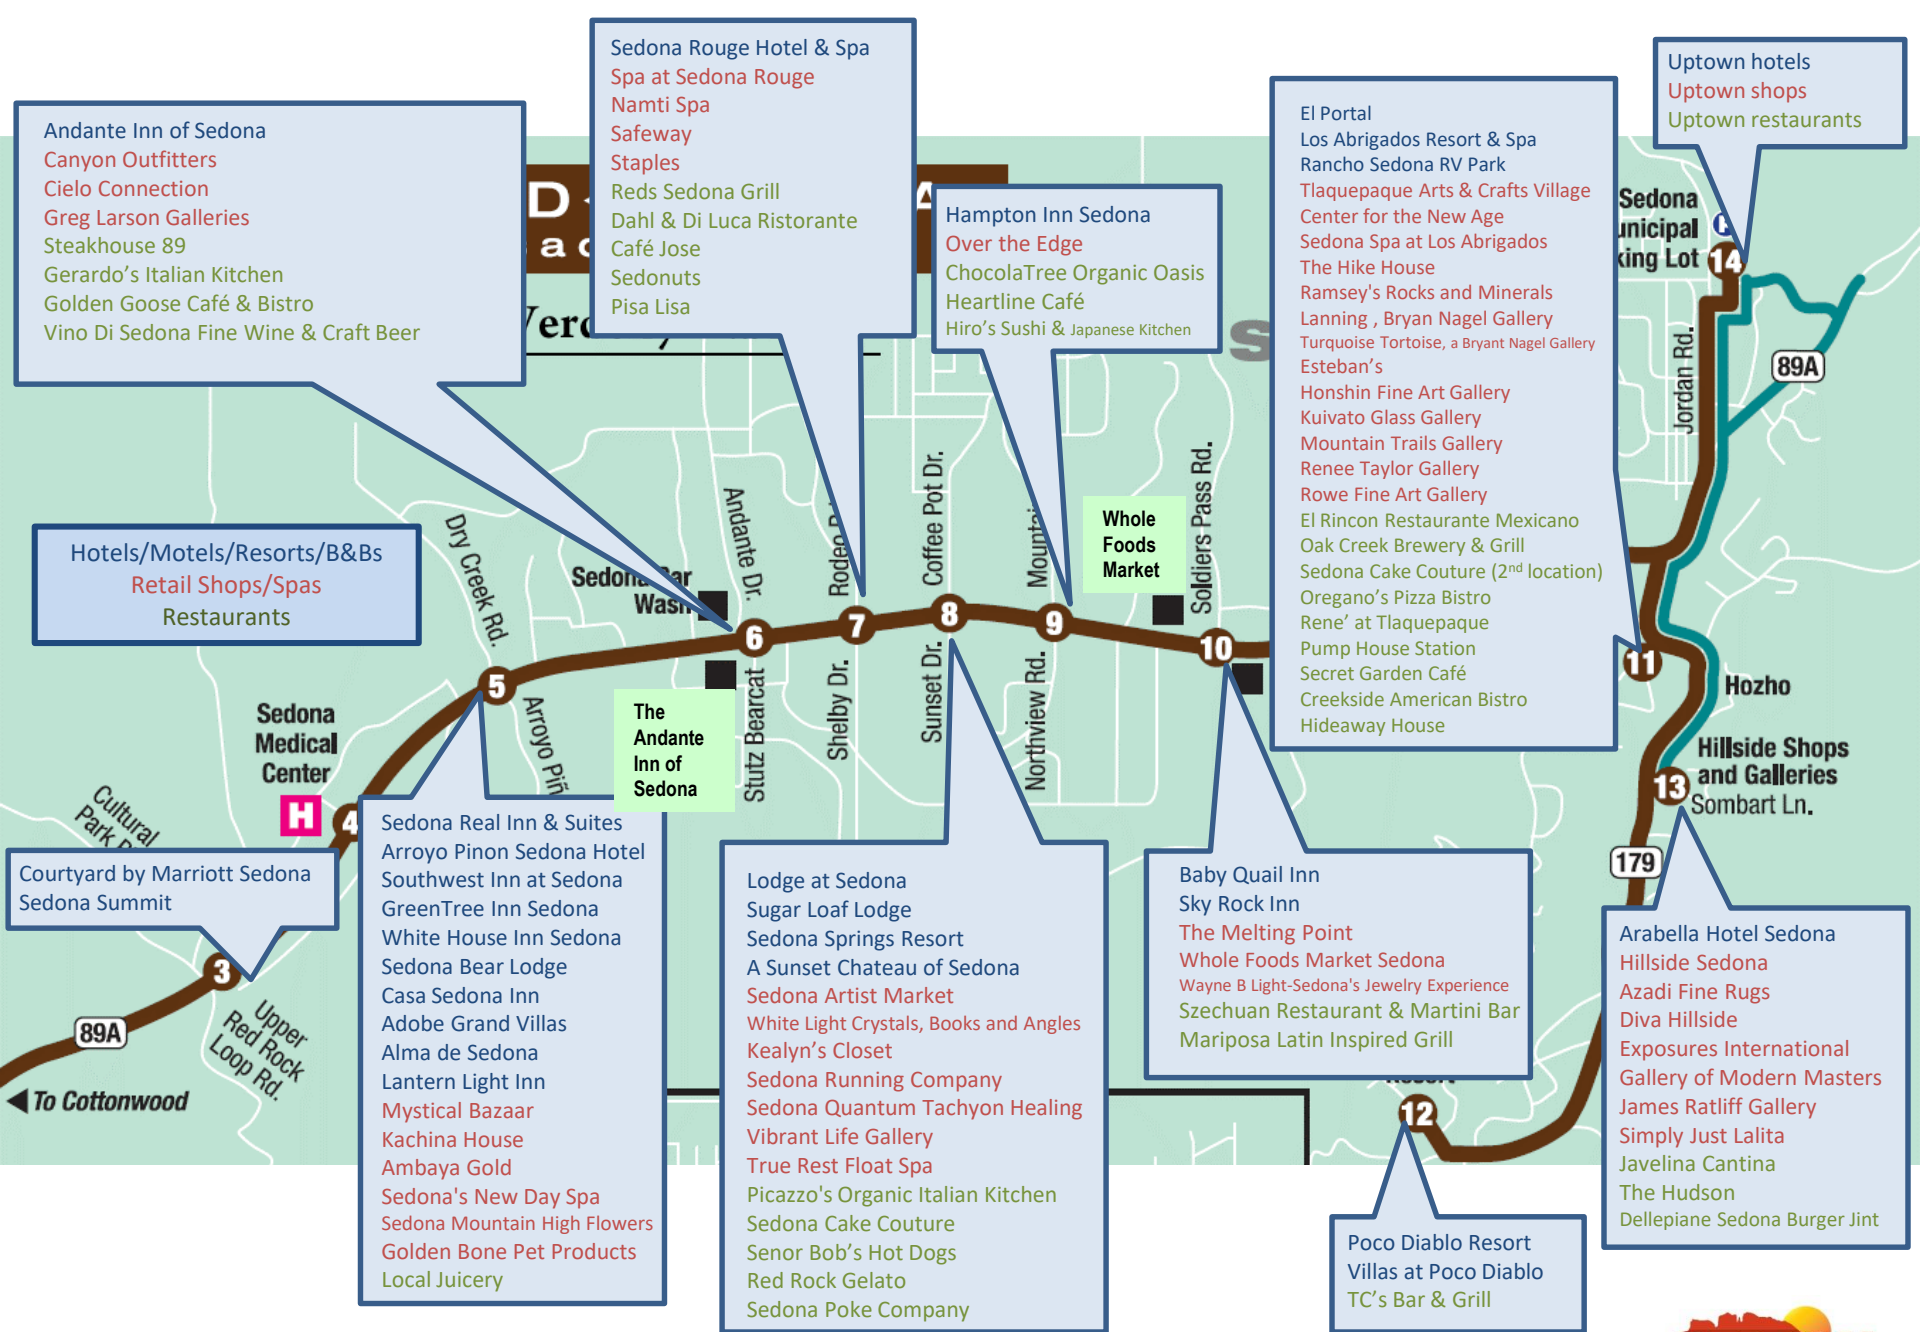 Sedona Rouge Hotel & Spa
Spa at Sedona Rouge
Namti Spa
Safeway
Staples
Reds Sedona Grill
Dahl & Di Luca Ristorante
Café Jose
Sedonuts
Pisa Lisa
Uptown hotels
Uptown shops
Uptown restaurants
Andante Inn of Sedona
Canyon Outfitters
Cielo Connection
Greg Larson Galleries
Steakhouse 89
Gerardo's Italian Kitchen
Golden Goose Café & Bistro
Vino Di Sedona Fine Wine & Craft Beer
Hampton Inn Sedona
Over the Edge
ChocolaTree Organic Oasis
Heartline Café
Hiro's Sushi & Japanese Kitchen
El Portal
Los Abrigados Resort & Spa
Rancho Sedona RV Park
Tlaquepaque Arts & Crafts Village
Center for the New Age
Sedona Spa at Los Abrigados
The Hike House
Ramsey's Rocks and Minerals
Lanning , Bryan Nagel Gallery
Turquoise Tortoise, a Bryant Nagel Gallery
Esteban's
Honshin Fine Art Gallery
Kuivato Glass Gallery
Mountain Trails Gallery
Renee Taylor Gallery
Rowe Fine Art Gallery
El Rincon Restaurante Mexicano
Oak Creek Brewery & Grill
Sedona Cake Couture (2nd location)
Oregano's Pizza Bistro
Rene' at Tlaquepaque
Pump House Station
Secret Garden Café
Creekside American Bistro
Hideaway House
Sedona
14
Jordan Rd.
89A
Hotels/Motels/Resorts/B&Bs
Retail Shops/Spas
Restaurants
Dry Creek Rd.
Andante Dr.
Rodeo
Coffee Pot Dr.
Mountain
Soldiers Pass Rd.
Whole
Foods
Market
Sedona Car
Wash
5
6
7
8
9
10
11
Arroyo
Stutz Bearcat
Shelby Dr.
Sunset Dr.
Northview Rd.
The
Andante
Inn of
Sedona
Hozho
Hillside Shops
and Galleries
13
Sombart Ln.
179
Sedona
Medical
Center
H
4
Cultural
Park
Courtyard by Marriott Sedona
Sedona Summit
3
89A
Upper
Red Rock
Loop Rd.
To Cottonwood
Sedona Real Inn & Suites
Arroyo Pinon Sedona Hotel
Southwest Inn at Sedona
GreenTree Inn Sedona
White House Inn Sedona
Sedona Bear Lodge
Casa Sedona Inn
Adobe Grand Villas
Alma de Sedona
Lantern Light Inn
Mystical Bazaar
Kachina House
Ambaya Gold
Sedona's New Day Spa
Sedona Mountain High Flowers
Golden Bone Pet Products
Local Juicery
Lodge at Sedona
Sugar Loaf Lodge
Sedona Springs Resort
A Sunset Chateau of Sedona
Sedona Artist Market
White Light Crystals, Books and Angles
Kealyn's Closet
Sedona Running Company
Sedona Quantum Tachyon Healing
Vibrant Life Gallery
True Rest Float Spa
Picazzo's Organic Italian Kitchen
Sedona Cake Couture
Senor Bob's Hot Dogs
Red Rock Gelato
Sedona Poke Company
Baby Quail Inn
Sky Rock Inn
The Melting Point
Whole Foods Market Sedona
Wayne B Light-Sedona's Jewelry Experience
Szechuan Restaurant & Martini Bar
Mariposa Latin Inspired Grill
12
Poco Diablo Resort
Villas at Poco Diablo
TC's Bar & Grill
Arabella Hotel Sedona
Hillside Sedona
Azadi Fine Rugs
Diva Hillside
Exposures International
Gallery of Modern Masters
James Ratliff Gallery
Simply Just Lalita
Javelina Cantina
The Hudson
Dellepiane Sedona Burger Jint